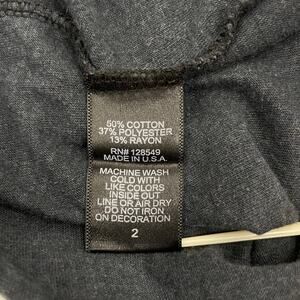 50% COTTON
37% POLYESTER
13% RAYON
RN# 128549
MADE IN U.S.A.
MACHINE WASH
COLD WITH
LIKE COLORS
INSIDE OUT
LINE OR AIR DRY
DO NOT IRON
ON DECORATION
2